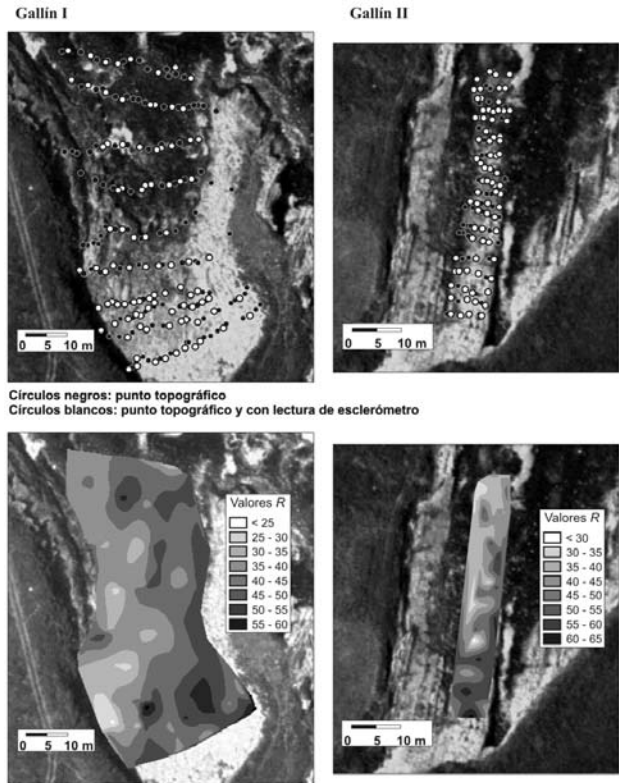 Gallín I
Gallín II
0 5 10 m
0 5 10 m
Círculos negros: punto topográfico
Círculos blancos: punto topográfico y con lectura de esclerómetro
Valores R
< 25
25 - 30
30 - 35
35 - 40
40 - 45
45 - 50
50 - 55
55 - 60
0 5 10 m
Valores R
< 30
30 - 35
35 - 40
40 - 45
45 - 50
50 - 55
55 - 60
60 - 65
0 5 10 m